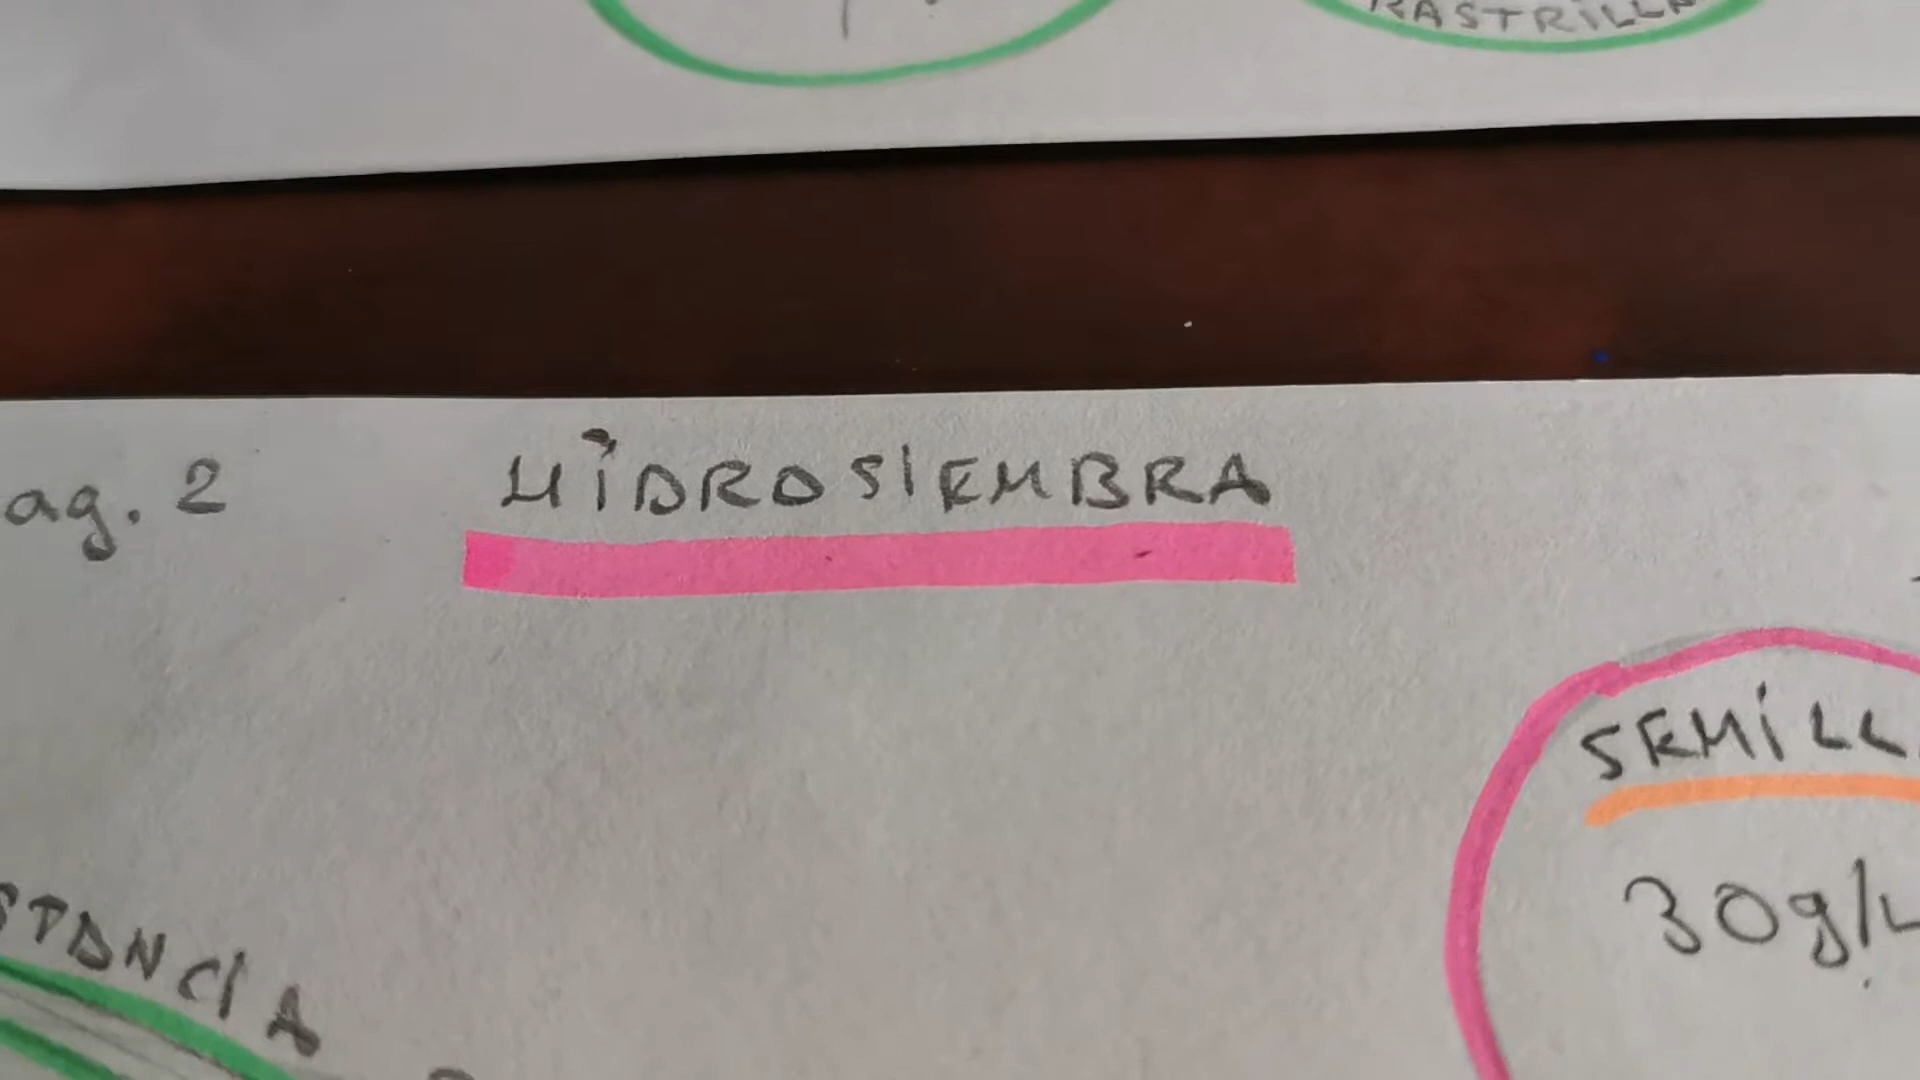 RASTRILL
ag. 2
HIDROSIEMBRA
SEMILL
30g/L
STANCIA